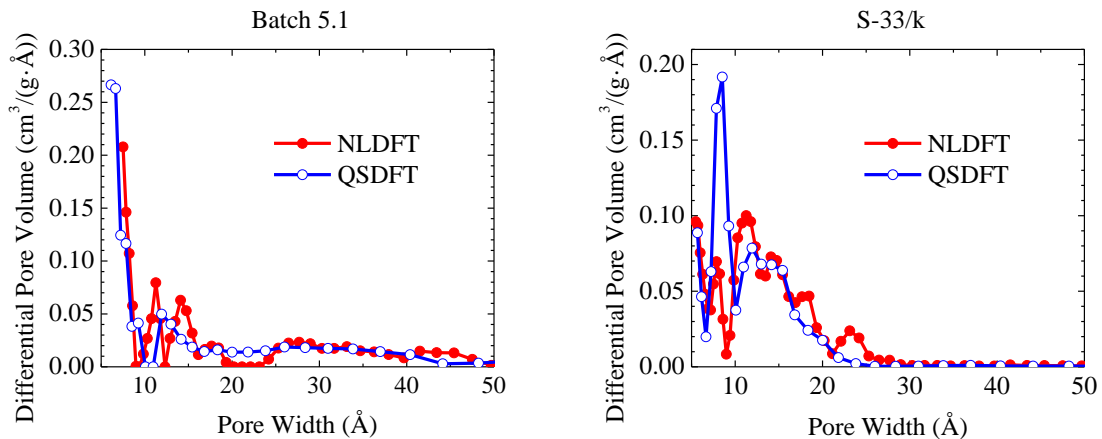 Batch 5.1
Differential Pore Volume (cm³/(g·Å))
0.30
0.25
0.20
0.15
0.10
0.05
0.00
NLDFT
QSDFT
10
20
30
40
50
Pore Width (Å)
S-33/k
Differential Pore Volume (cm³/(g·Å))
0.20
0.15
0.10
0.05
0.00
NLDFT
QSDFT
10
20
30
40
50
Pore Width (Å)